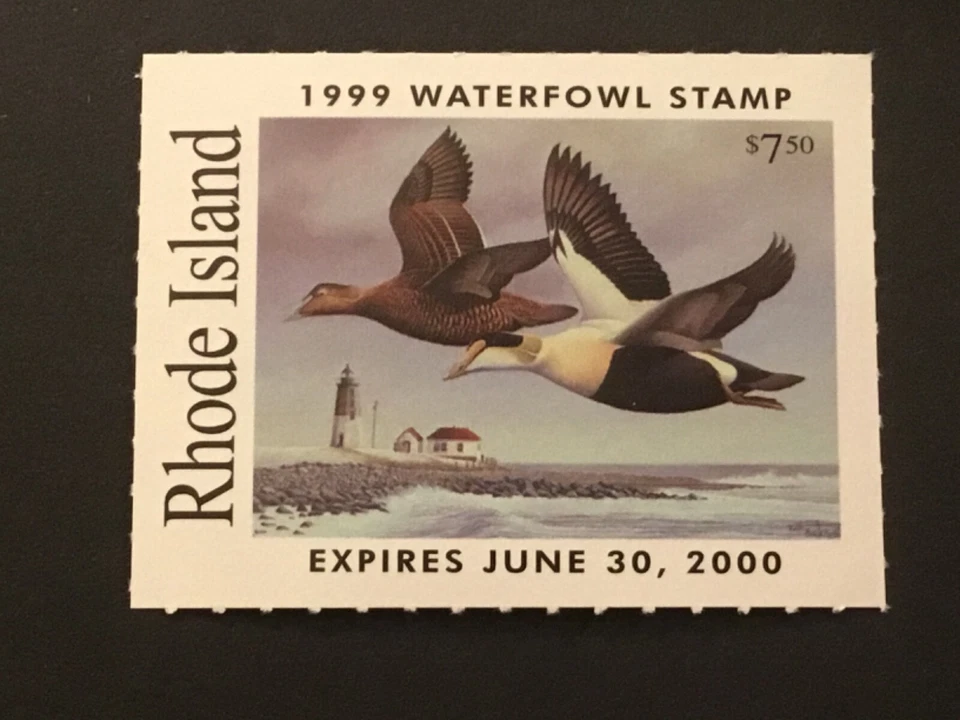 1999 WATERFOWL STAMP
$7.50
Rhode Island
EXPIRES JUNE 30, 2000